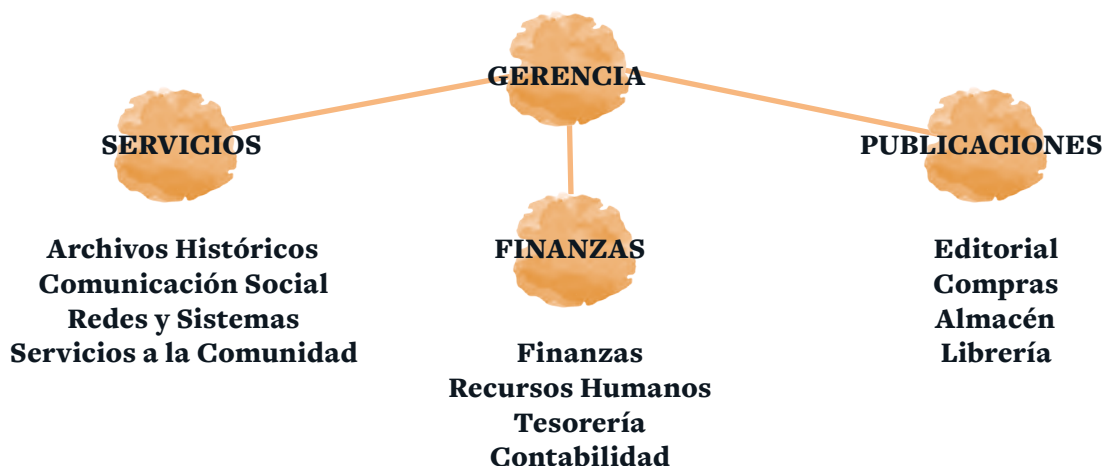 GERENCIA
SERVICIOS
Archivos Históricos
Comunicación Social
Redes y Sistemas
Servicios a la Comunidad
FINANZAS
Finanzas
Recursos Humanos
Tesorería
Contabilidad
PUBLICACIONES
Editorial
Compras
Almacén
Librería